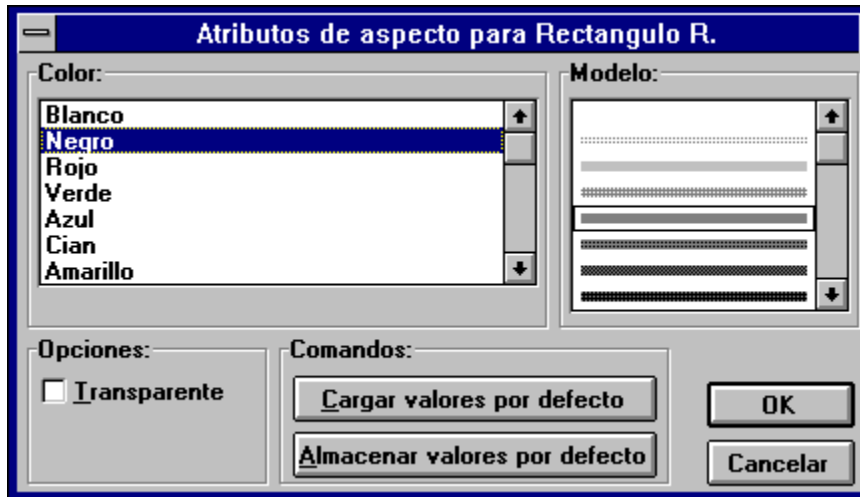 Atributos de aspecto para Rectangulo R.
Color:
Blanco
Negro
Rojo
Verde
Azul
Cian
Amarillo
Modelo:
Opciones:
Transparente
Comandos:
Cargar valores por defecto
Almacenar valores por defecto
OK
Cancelar